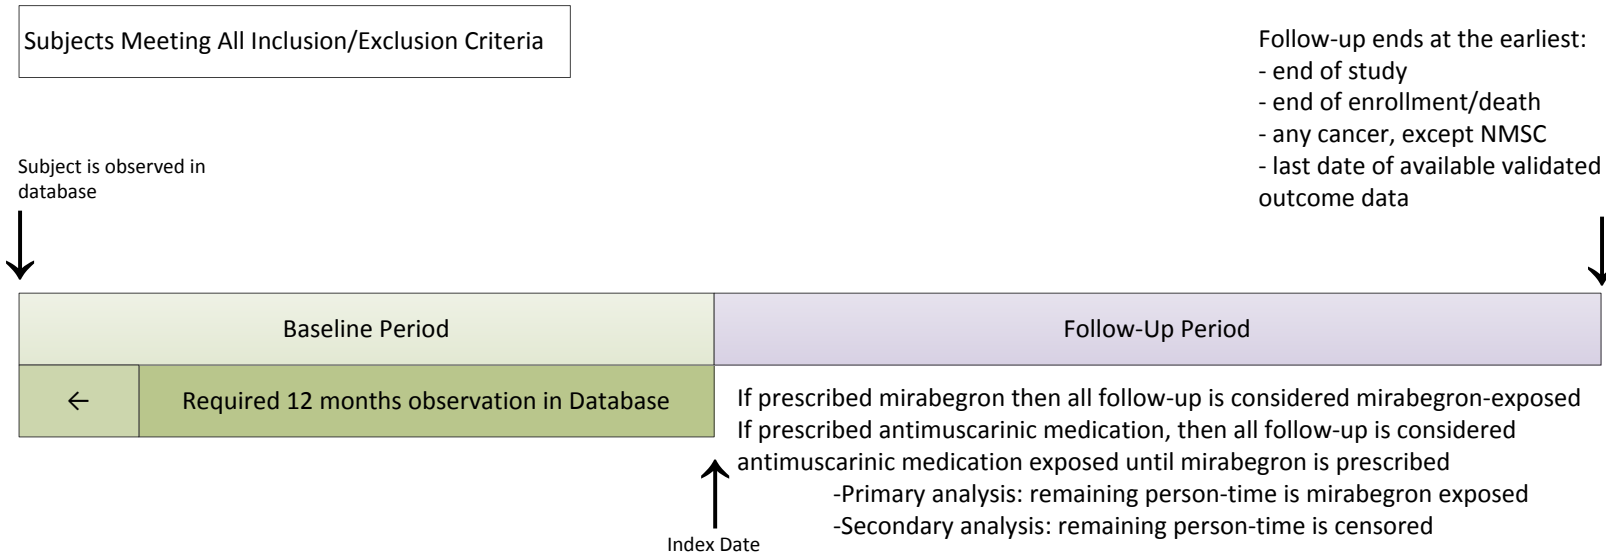 Subjects Meeting All Inclusion/Exclusion Criteria
Follow-up ends at the earliest:
- end of study
- end of enrollment/death
- any cancer, except NMSC
- last date of available validated
outcome data
Subject is observed in
database
Baseline Period
Follow-Up Period
←
Required 12 months observation in Database
If prescribed mirabegron then all follow-up is considered mirabegron-exposed
If prescribed antimuscarinic medication, then all follow-up is considered
antimuscarinic medication exposed until mirabegron is prescribed
-Primary analysis: remaining person-time is mirabegron exposed
-Secondary analysis: remaining person-time is censored
Index Date